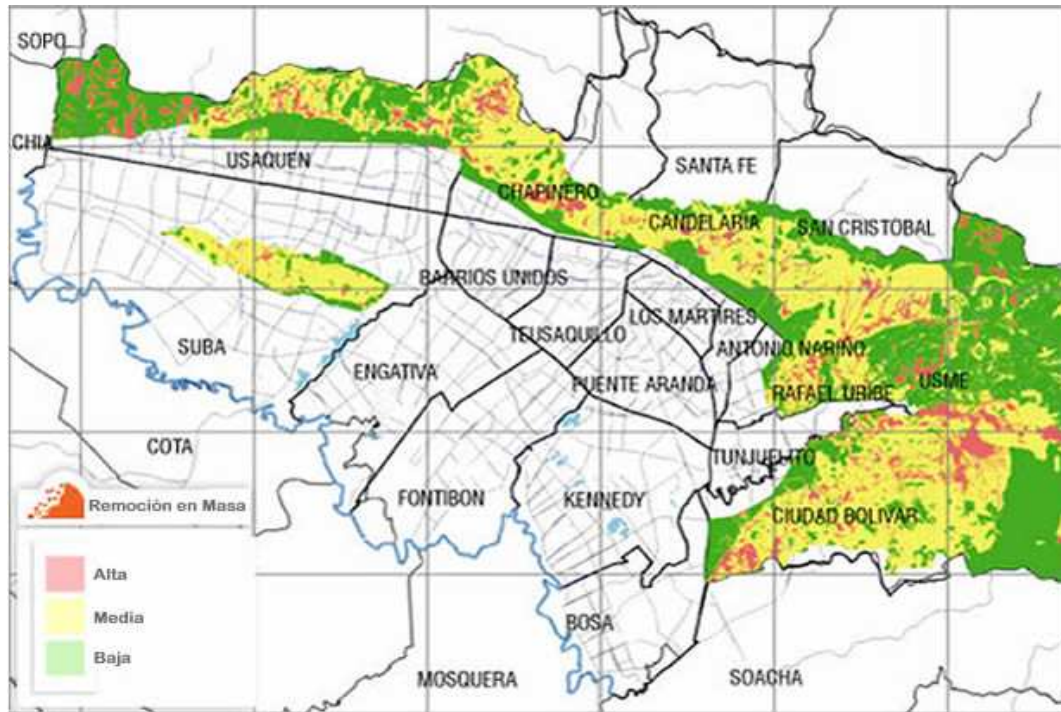 SOPO
CHIA
USAQUEN
SANTA FE
CHAPINERO
CANDELARIA
SAN CRISTOBAL
BARRIOS UNIDOS
LOS MARTIRES
TEUSAQUILLO
SUBA
ANTONIO NARIÑO
ENGATIVA
PUENTE ARANDA
RAFAEL URIBE
USME
COTA
TUNJUELITO
FONTIBON
KENNEDY
CIUDAD BOLIVAR
Remoción en Masa
Alta
Media
Baja
BOSA
MOSQUERA
SOACHA